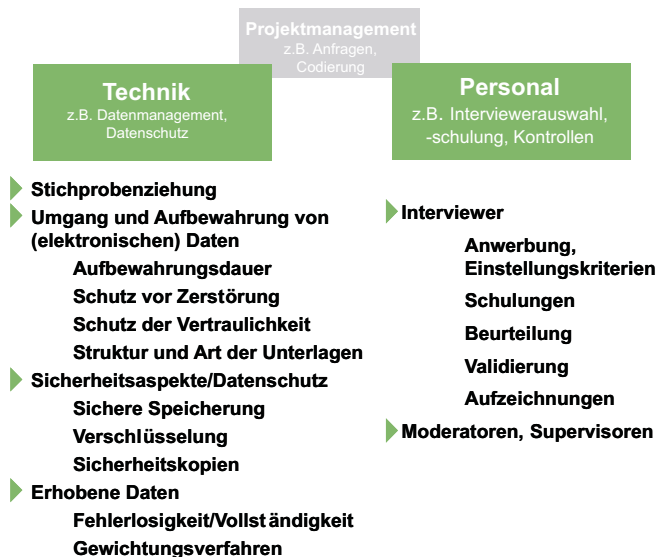 Projektmanagement
z.B. Anfragen,
Codierung
Technik
z.B. Datenmanagement,
Datenschutz
Personal
z.B. Interviewerauswahl,
-schulung, Kontrollen
Stichprobenziehung
Umgang und Aufbewahrung von
(elektronischen) Daten
Aufbewahrungsdauer
Schutz vor Zerstörung
Schutz der Vertraulichkeit
Struktur und Art der Unterlagen
Sicherheitsaspekte/Datenschutz
Sichere Speicherung
Verschlüsselung
Sicherheitskopien
Erhobene Daten
Fehlerlosigkeit/Vollst ändigkeit
Gewichtungsverfahren
Interviewer
Anwerbung,
Einstellungskriterien
Schulungen
Beurteilung
Validierung
Aufzeichnungen
Moderatoren, Supervisoren